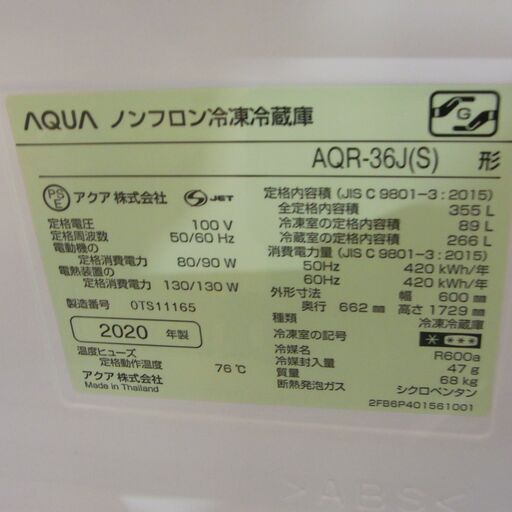 AQUA ノンフロン冷凍冷蔵庫
G
AQR-36J(S) 形
PS E アクア株式会社 S JET
定格電圧 100 V
定格周波数 50/60 Hz
電動機の
定格消費電力 80/90 W
電熱装置の
定格消費電力 130/130 W
製造番号 0TS11165
2020 年製
温度ヒューズ
定格動作温度 76℃
アクア株式会社
Made in Thailand
定格内容積 (JIS C 9801-3 : 2015)
全定格内容積 355 L
冷凍室の定格内容積 89 L
冷蔵室の定格内容積 266 L
消費電力量 (JIS C 9801-3 : 2015)
50Hz 420 kWh/年
60Hz 420 kWh/年
外形寸法 幅 600 mm
奥行 662 mm 高さ 1729 mm
種類 冷凍冷蔵庫
冷凍室の記号
冷媒名 R600a
冷媒封入量 47 g
質量 68 kg
断熱発泡ガス シクロペンタン
2FB6P401561001
>ABS<